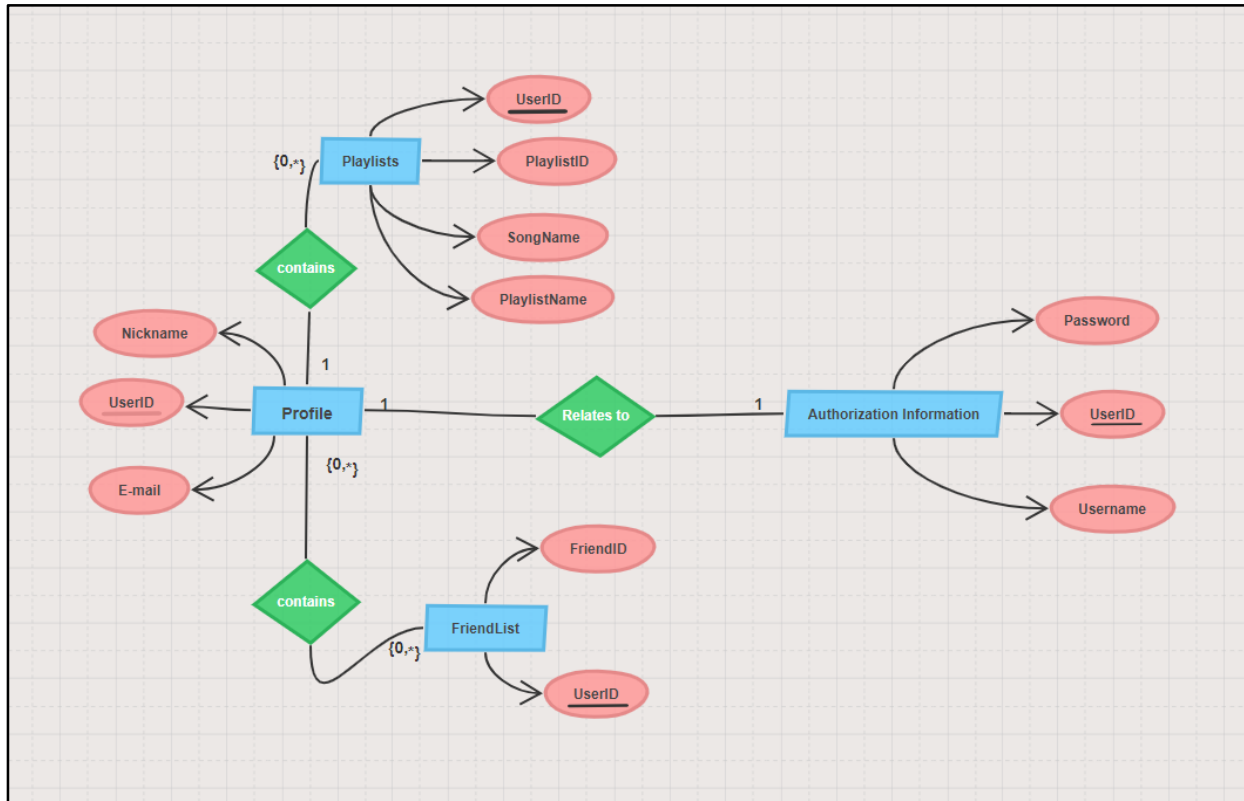 UserID
Playlists
{0,*}
PlaylistID
SongName
contains
PlaylistName
Nickname
Password
1
UserID
Profile
1
Relates to
1
Authorization Information
UserID
{0,*}
E-mail
Username
FriendID
contains
FriendList
{0,*}
UserID